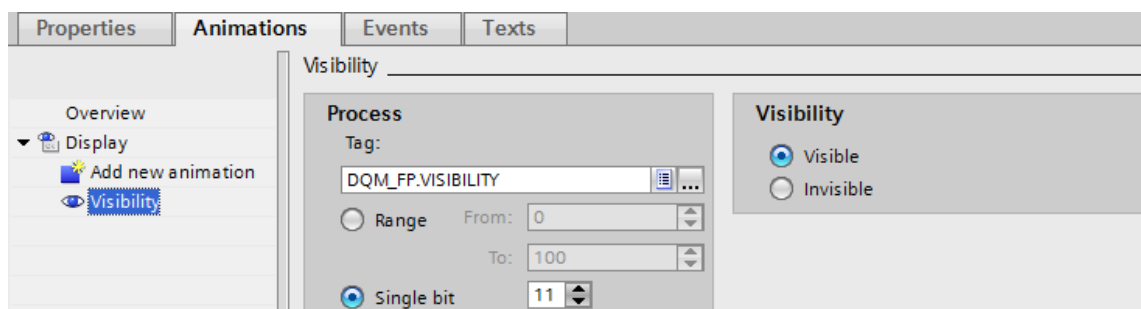 Properties Animations Events Texts
Visibility
Overview
Display
Add new animation
Visibility
Process
Tag:
DQM_FP.VISIBILITY
...
Range From: 0
To: 100
Single bit 11
Visibility
Visible
Invisible